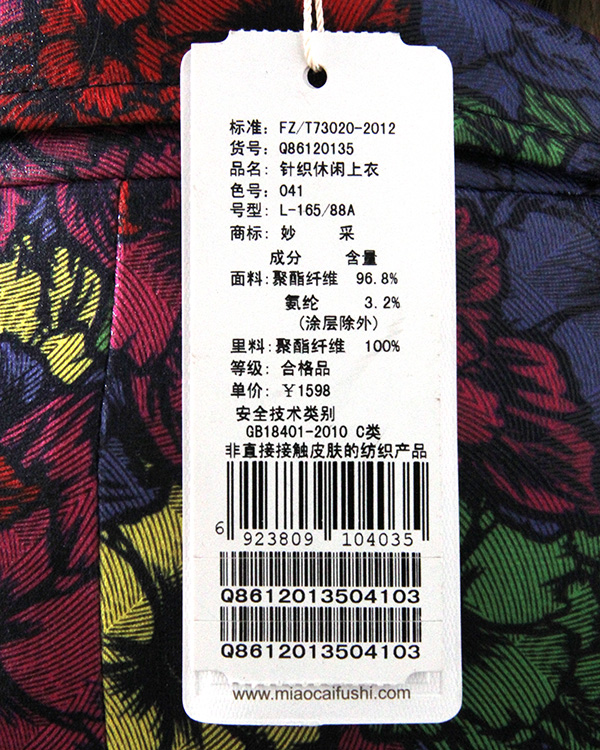 标准: FZ/T73020-2012
货号: Q86120135
品名: 针织休闲上衣
色号: 041
号型: L-165/88A
商标: 妙 采
成分 含量
面料:聚酯纤维 96.8%
氨纶 3.2%
(涂层除外)
里料:聚酯纤维 100%
等级: 合格品
单价: ¥1598
安全技术类别
GB18401-2010 C类
非直接接触皮肤的纺织产品
6 923809 104035
Q8612013504103
Q8612013504103
www.miaocaifushi.com